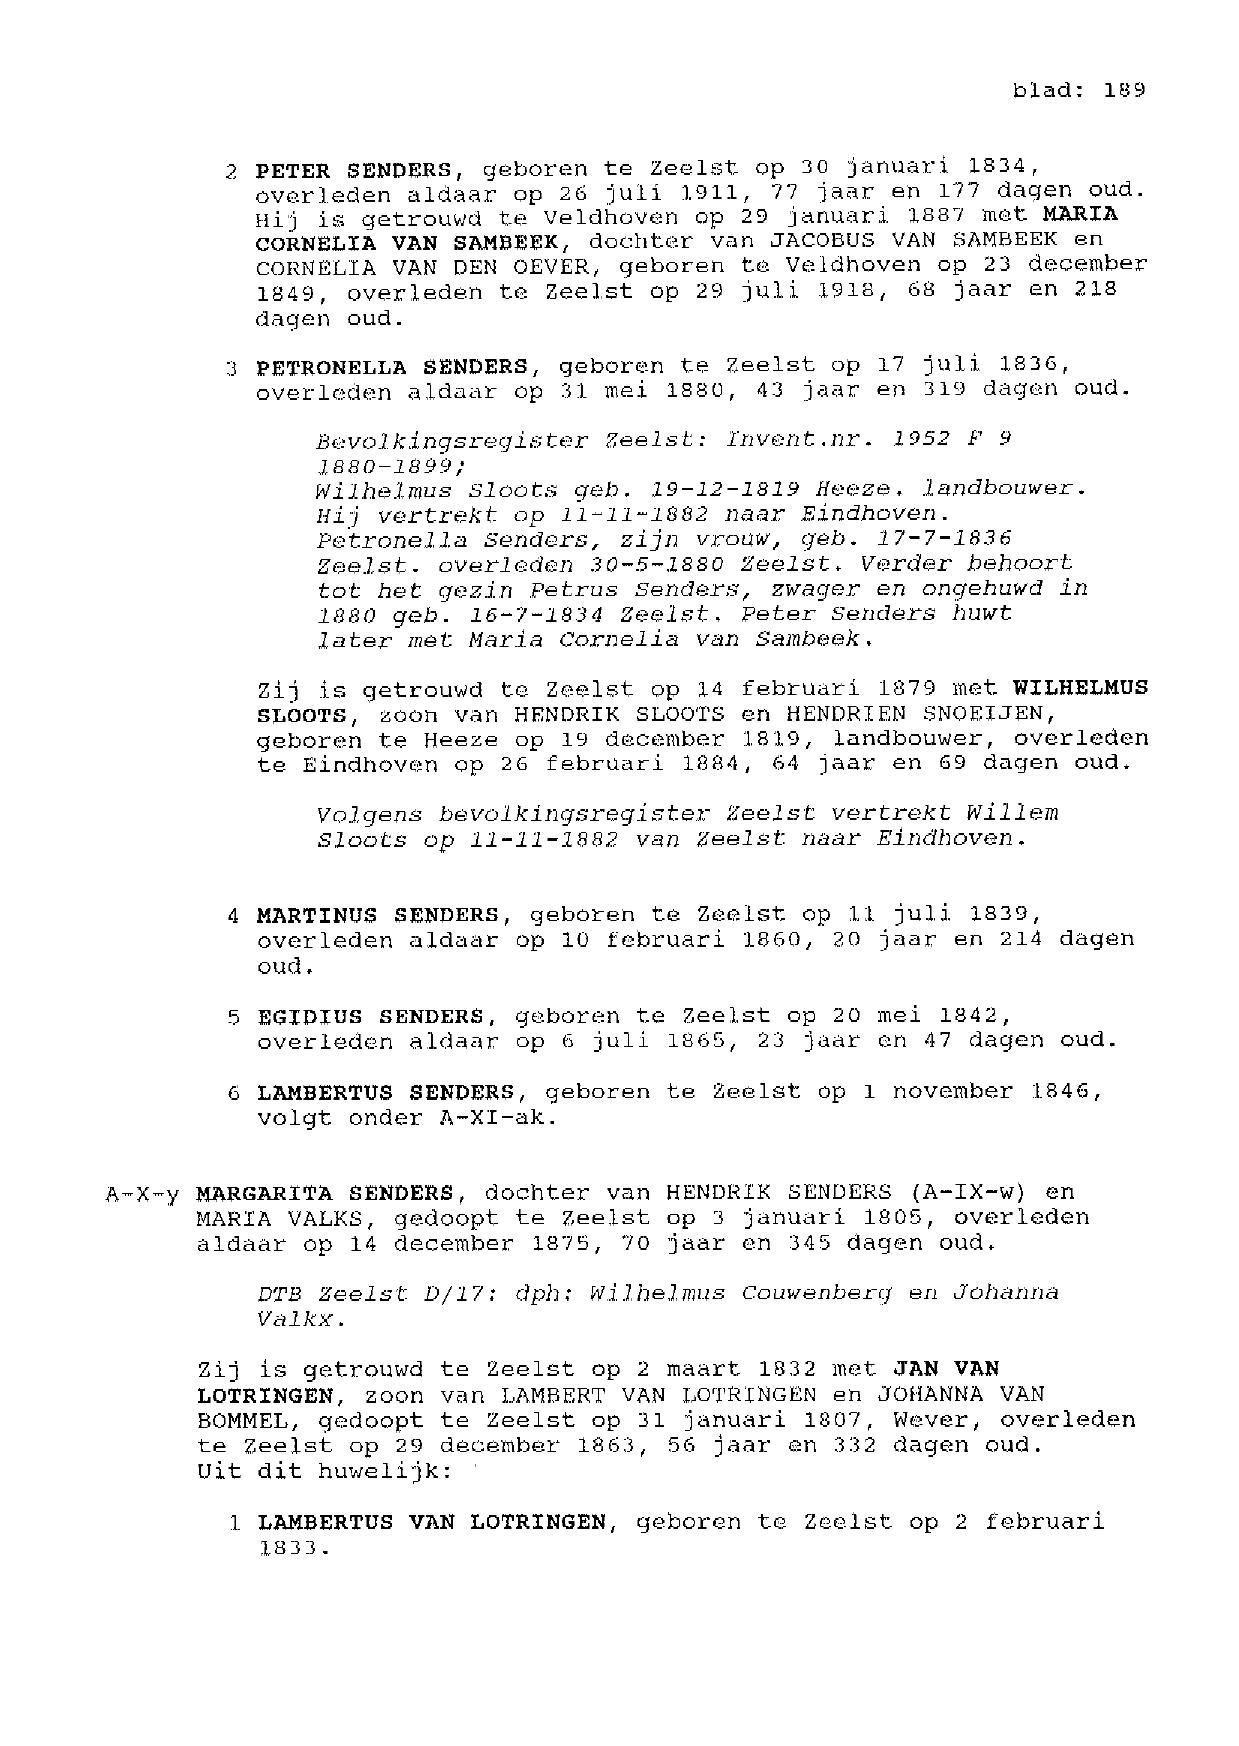 blad: 189
2 PETER SENDERS, geboren te Zeelst op 30 januari 1834,
overleden aldaar op 26 juli 1911, 77 jaar en 177 dagen oud.
Hij is getrouwd te Veldhoven op 29 januari 1887 met MARIA
CORNELIA VAN SAMBEEK, dochter van JACOBUS VAN SAMBEEK en
CORNELIA VAN DEN OEVER, geboren te Veldhoven op 23 december
1849, overleden te Zeelst op 29 juli 1918, 68 jaar en 218
dagen oud.
3 PETRONELLA SENDERS, geboren te Zeelst op 17 juli 1836,
overleden aldaar op 31 mei 1880, 43 jaar en 319 dagen oud.
Bevolkingsregister Zeelst: Invent.nr. 1952 F 9
1880-1899;
Wilhelmus Sloots geb. 19-12-1819 Heeze. landbouwer.
Hij vertrekt op 11-11-1882 naar Eindhoven.
Petronella Senders, zijn vrouw, geb. 17-7-1836
Zeelst. overleden 30-5-1880 Zeelst. Verder behoort
tot het gezin Petrus Senders, zwager en ongehuwd in
1880 geb. 16-7-1834 Zeelst. Peter Senders huwt
later met Maria Cornelia van Sambeek.
Zij is getrouwd te Zeelst op 14 februari 1879 met WILHELMUS
SLOOTS, zoon van HENDRIK SLOOTS en HENDRIEN SNOEIJEN,
geboren te Heeze op 19 december 1819, landbouwer, overleden
te Eindhoven op 26 februari 1884, 64 jaar en 69 dagen oud.
Volgens bevolkingsregister Zeelst vertrekt Willem
Sloots op 11-11-1882 van Zeelst naar Eindhoven.
4 MARTINUS SENDERS, geboren te Zeelst op 11 juli 1839,
overleden aldaar op 10 februari 1860, 20 jaar en 214 dagen
oud.
5 EGIDIUS SENDERS, geboren te Zeelst op 20 mei 1842,
overleden aldaar op 6 juli 1865, 23 jaar en 47 dagen oud.
6 LAMBERTUS SENDERS, geboren te Zeelst op 1 november 1846,
volgt onder A-XI-ak.
A-X-y MARGARITA SENDERS, dochter van HENDRIK SENDERS (A-IX-w) en
MARIA VALKS, gedoopt te Zeelst op 3 januari 1805, overleden
aldaar op 14 december 1875, 70 jaar en 345 dagen oud.
DTB Zeelst D/17: dph: Wilhelmus Couwenberg en Johanna
Valkx.
Zij is getrouwd te Zeelst op 2 maart 1832 met JAN VAN
LOTRINGEN, zoon van LAMBERT VAN LOTRINGEN en JOHANNA VAN
BOMMEL, gedoopt te Zeelst op 31 januari 1807, Wever, overleden
te Zeelst op 29 december 1863, 56 jaar en 332 dagen oud.
Uit dit huwelijk:
1 LAMBERTUS VAN LOTRINGEN, geboren te Zeelst op 2 februari
1833.